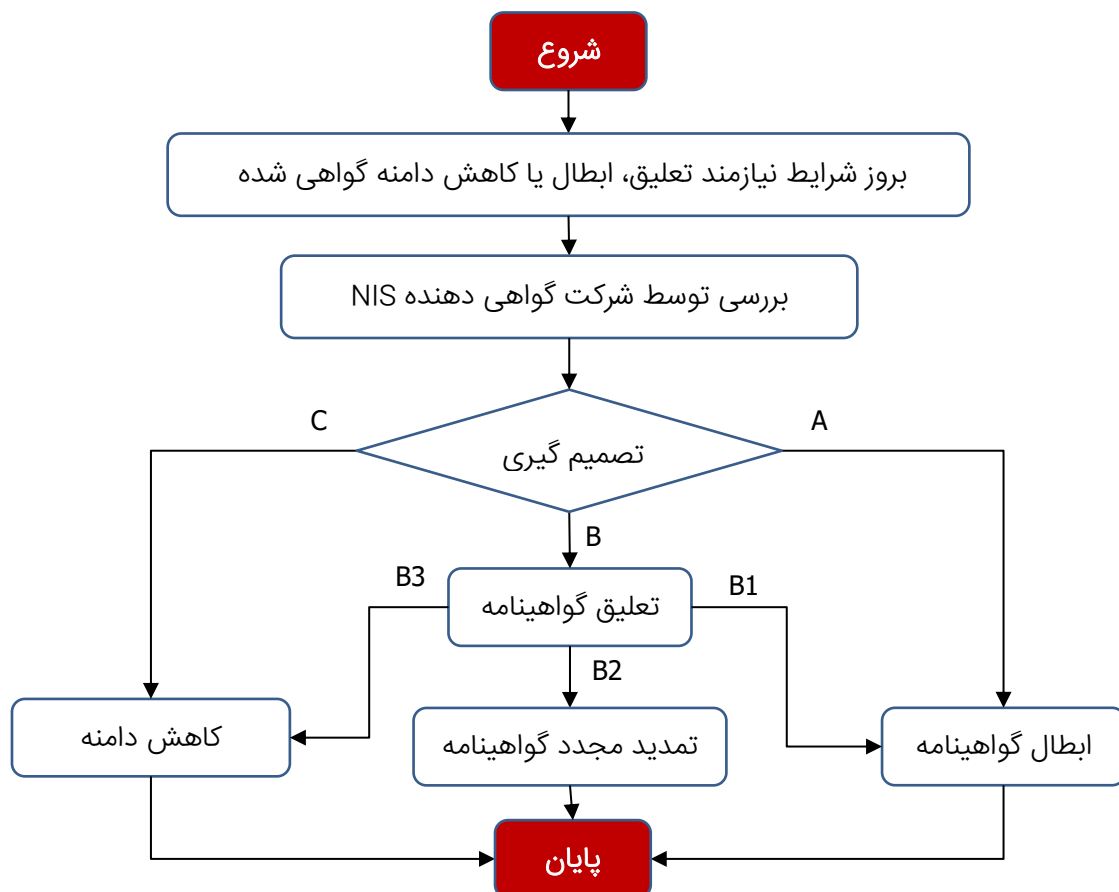 شروع
بروز شرایط نیازمند تعلیق، ابطال یا کاهش دامنه گواهی شده
بررسی توسط شرکت گواهی دهنده NIS
C
A
تصمیم گیری
B
B3
تعلیق گواهینامه
B1
B2
کاهش دامنه
تمدید مجدد گواهینامه
ابطال گواهینامه
پایان